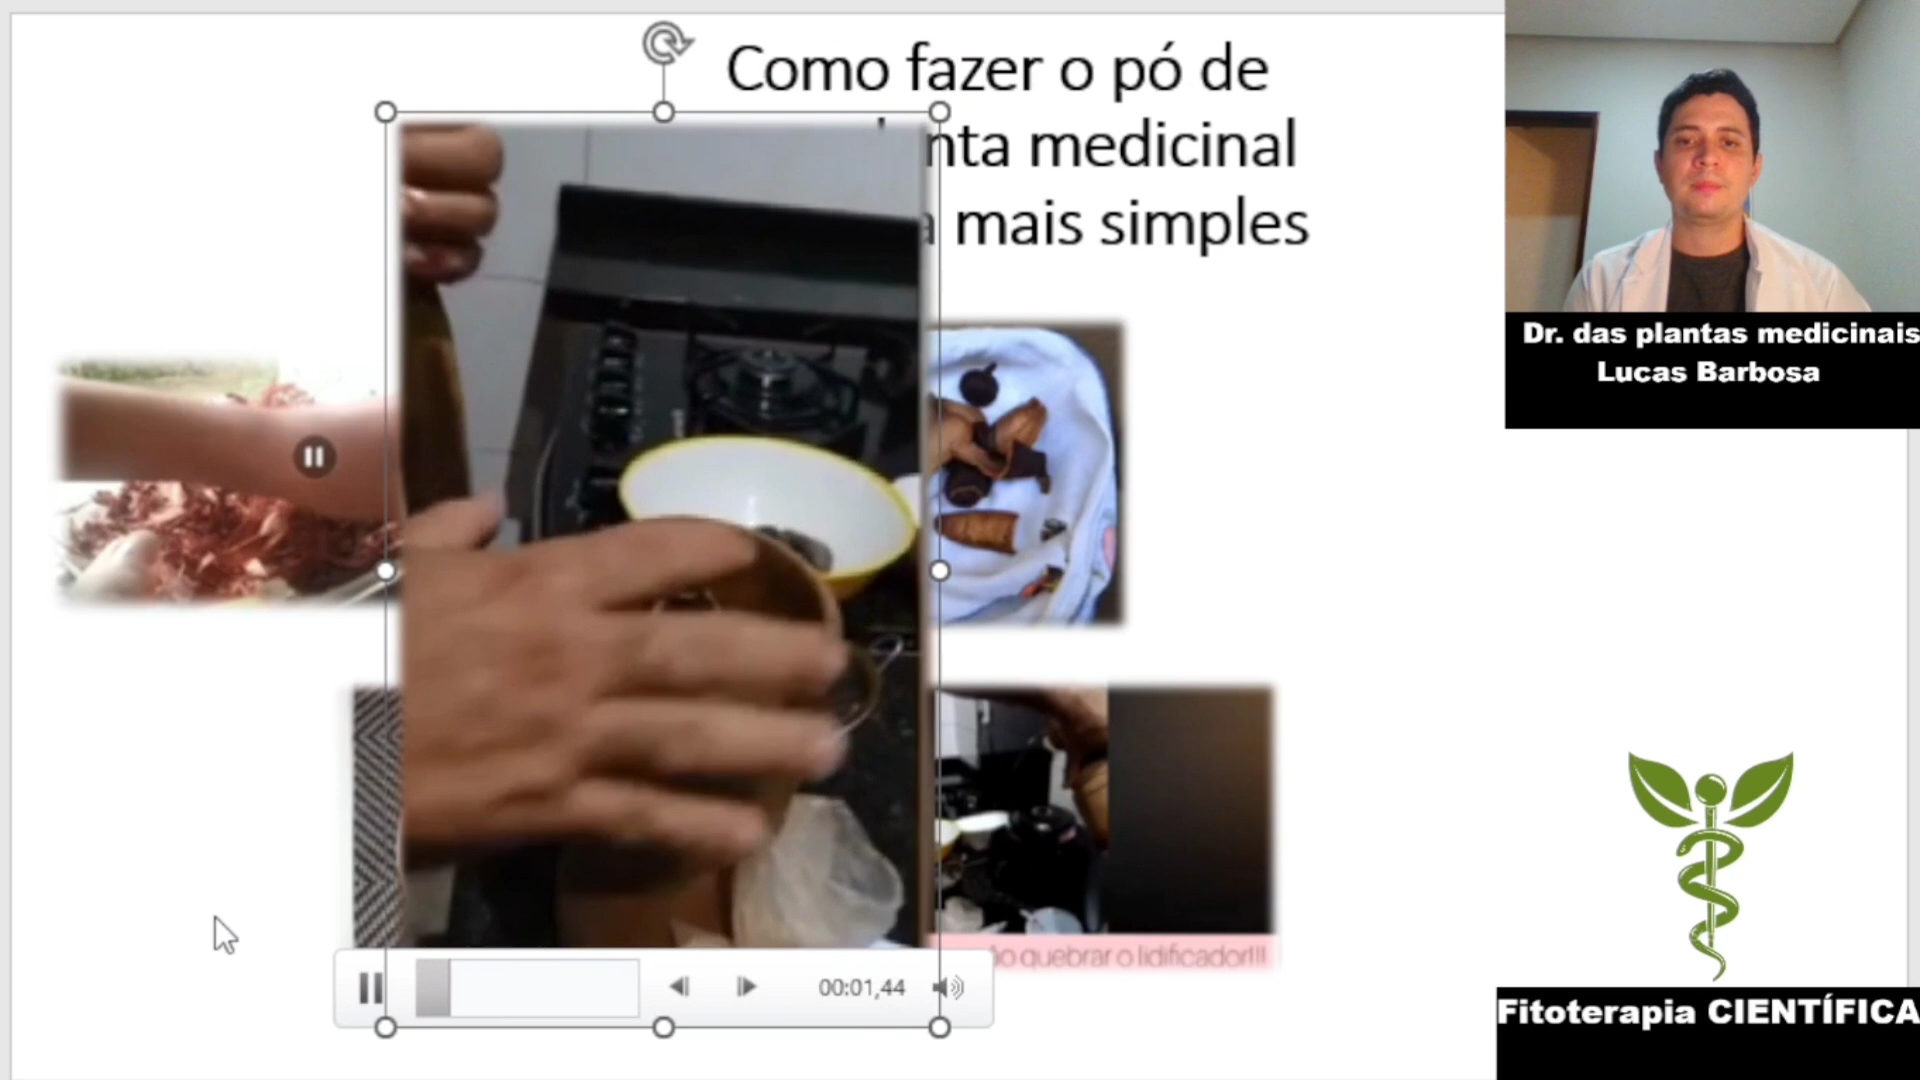 Como fazer o pó de
nta medicinal
a mais simples
Dr. das plantas medicinais
Lucas Barbosa
ão quebrar o lidificador!!!
00:01,44
Fitoterapia CIENTÍFICA